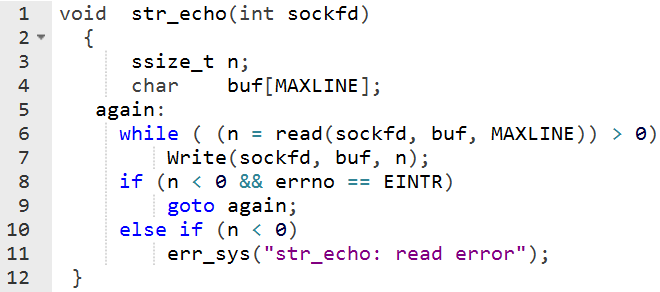 1 void  str_echo(int sockfd)
2   {
3       ssize_t n;
4       char    buf[MAXLINE];
5    again:
6      while ( (n = read(sockfd, buf, MAXLINE)) > 0)
7          Write(sockfd, buf, n);
8      if (n < 0 && errno == EINTR)
9          goto again;
10     else if (n < 0)
11         err_sys("str_echo: read error");
12 }